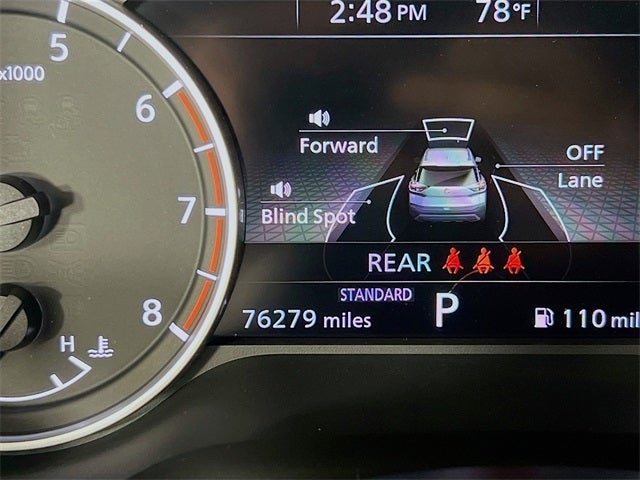 2:48 PM 78°F
5
x1000
6
7
8
H
Forward
OFF
Lane
Blind Spot
REAR
STANDARD
76279 miles P 110 mil